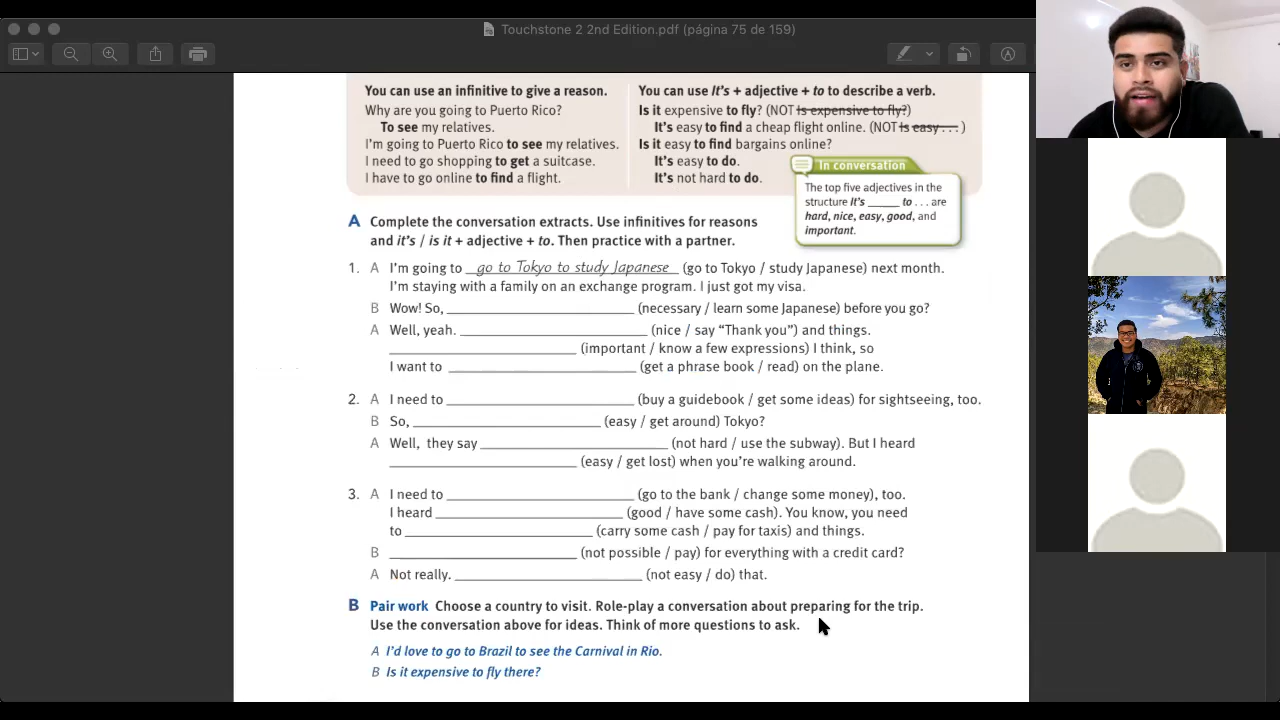 Touchstone 2 2nd Edition.pdf (página 75 de 159)
You can use an infinitive to give a reason.
Why are you going to Puerto Rico?
To see my relatives.
I'm going to Puerto Rico to see my relatives.
I need to go shopping to get a suitcase.
I have to go online to find a flight.
You can use It's + adjective + to to describe a verb.
Is it expensive to fly? (NOT Is expensive to fly?)
It's easy to find a cheap flight online. (NOT Is easy . . . )
Is it easy to find bargains online?
It's easy to do.
It's not hard to do.
In conversation
The top five adjectives in the
structure It's _____ to . . . are
hard, nice, easy, good, and
important.
A Complete the conversation extracts. Use infinitives for reasons
and it's / is it + adjective + to. Then practice with a partner.
1. A I'm going to go to Tokyo to study Japanese (go to Tokyo / study Japanese) next month.
I'm staying with a family on an exchange program. I just got my visa.
B Wow! So, ____________________ (necessary / learn some Japanese) before you go?
A Well, yeah. ____________________ (nice / say “Thank you”) and things.
____________________ (important / know a few expressions) I think, so
I want to ____________________ (get a phrase book / read) on the plane.
2. A I need to ____________________ (buy a guidebook / get some ideas) for sightseeing, too.
B So, ____________________ (easy / get around) Tokyo?
A Well, they say ____________________ (not hard / use the subway). But I heard
____________________ (easy / get lost) when you're walking around.
3. A I need to ____________________ (go to the bank / change some money), too.
I heard ____________________ (good / have some cash). You know, you need
to ____________________ (carry some cash / pay for taxis) and things.
B ____________________ (not possible / pay) for everything with a credit card?
A Not really. ____________________ (not easy / do) that.
B Pair work Choose a country to visit. Role-play a conversation about preparing for the trip.
Use the conversation above for ideas. Think of more questions to ask.
A I'd love to go to Brazil to see the Carnival in Rio.
B Is it expensive to fly there?